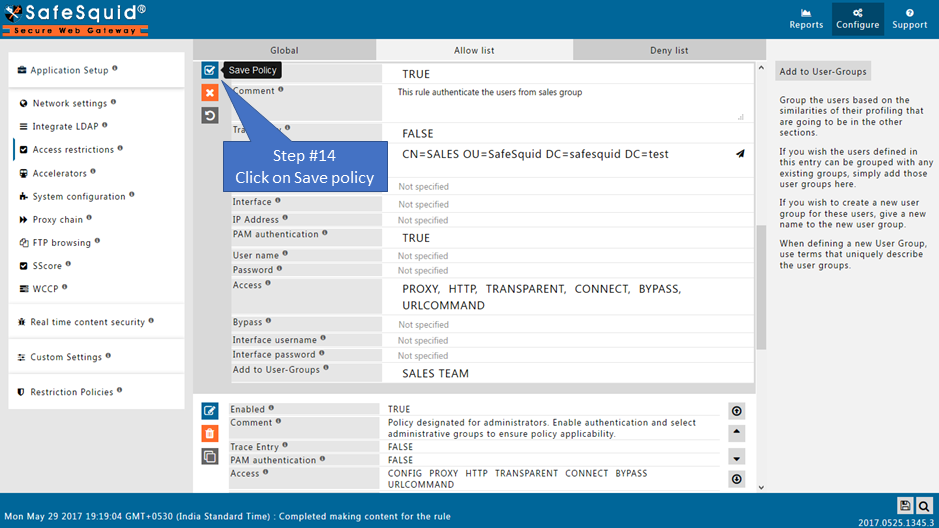 SafeSquid®
Secure Web Gateway
Reports
Configure
Support
Global
Allow list
Deny list
Application Setup
Network settings
Integrate LDAP
Access restrictions
Accelerators
System configuration
Proxy chain
FTP browsing
SScore
WCCP
Real time content security
Custom Settings
Restriction Policies
Save Policy
TRUE
Comment
This rule authenticate the users from sales group
FALSE
Step #14
Click on Save policy
CN=SALES OU=SafeSquid DC=safesquid DC=test
Not specified
Interface
Not specified
IP Address
Not specified
PAM authentication
TRUE
User name
Not specified
Password
Not specified
Access
PROXY, HTTP, TRANSPARENT, CONNECT, BYPASS,
URLCOMMAND
Bypass
Not specified
Interface username
Not specified
Interface password
Not specified
Add to User-Groups
SALES TEAM
Enabled
TRUE
Comment
Policy designated for administrators. Enable authentication and select
administrative groups to ensure policy applicability.
Trace Entry
FALSE
PAM authentication
FALSE
Access
CONFIG PROXY HTTP TRANSPARENT CONNECT BYPASS
URLCOMMAND
Add to User-Groups
Group the users based on the
similarities of their profiling that
are going to be in the other
sections.
If you wish the users defined in
this entry can be grouped with any
existing groups, simply add those
user groups here.
If you wish to create a new user
group for these users, give a new
name to the new user group.
When defining a new User Group,
use terms that uniquely describe
the user groups.
Mon May 29 2017 19:19:04 GMT+0530 (India Standard Time) : Completed making content for the rule
2017.0525.1345.3